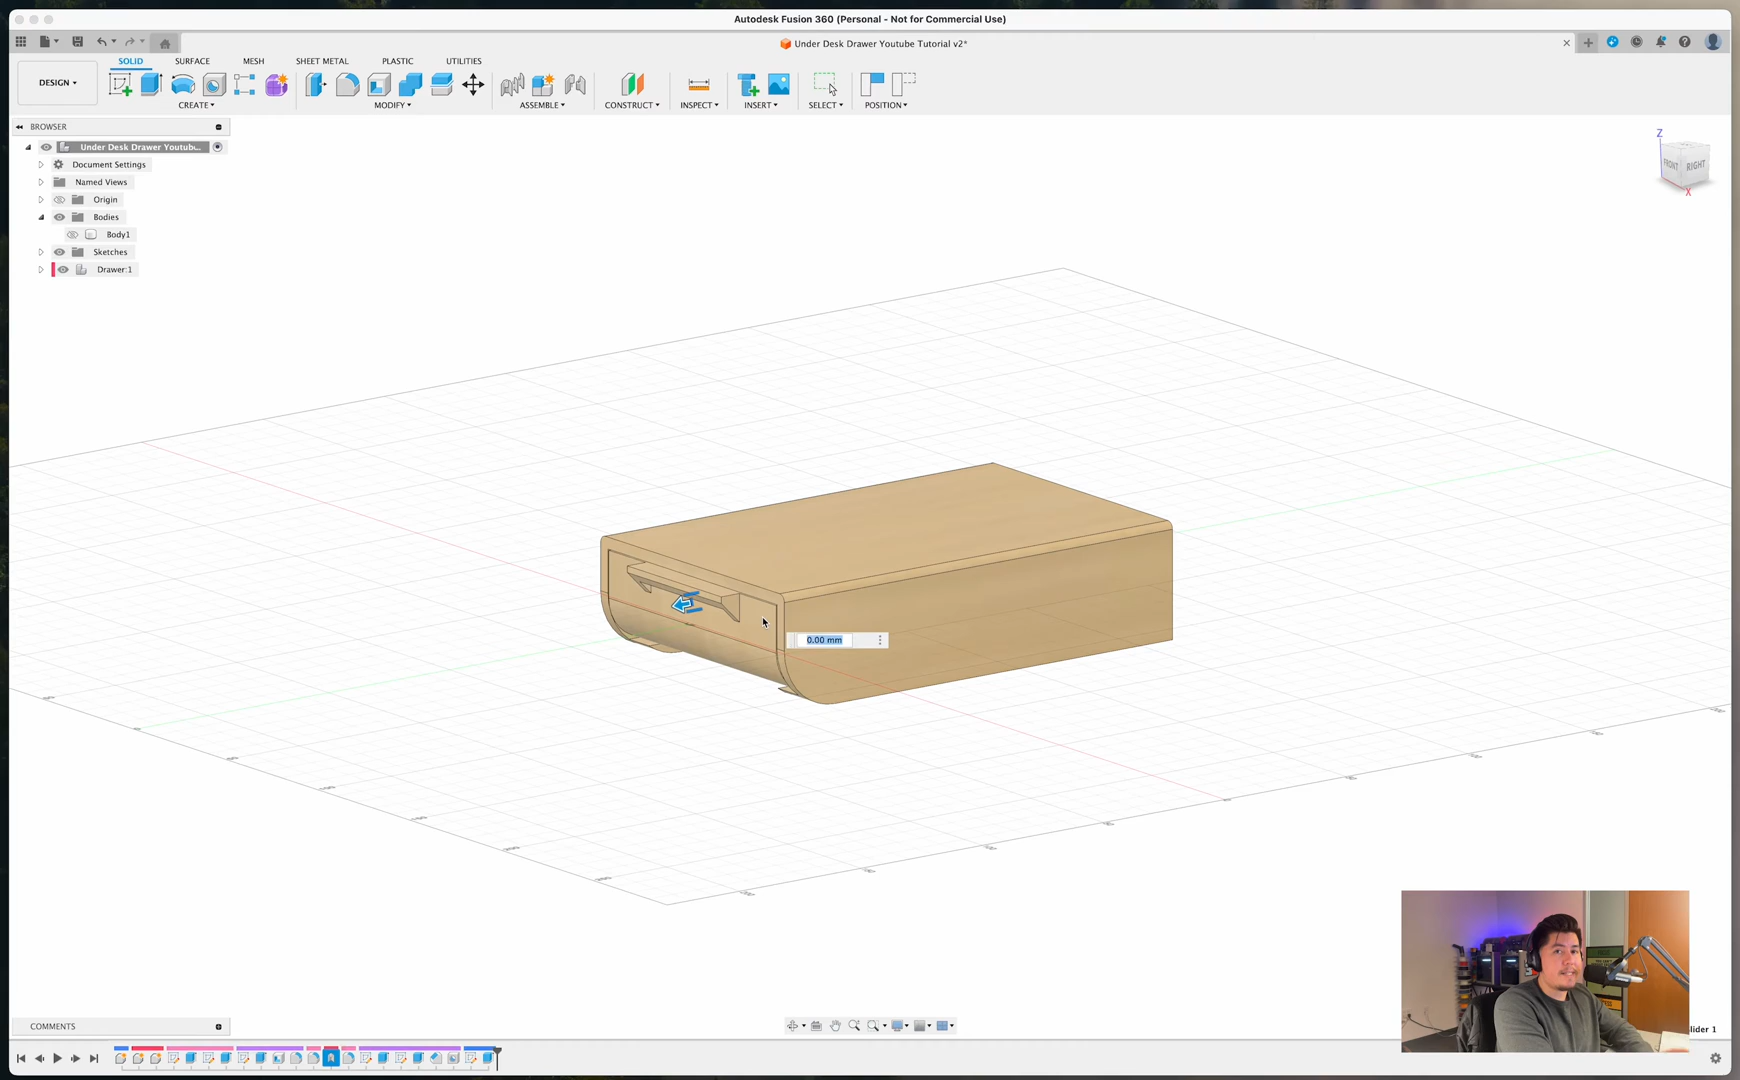 Autodesk Fusion 360 (Personal - Not for Commercial Use)
Under Desk Drawer Youtube Tutorial v2*
DESIGN
SOLID
SURFACE
MESH
SHEET METAL
PLASTIC
UTILITIES
CREATE
MODIFY
ASSEMBLE
CONSTRUCT
INSPECT
INSERT
SELECT
POSITION
BROWSER
Under Desk Drawer Youtub...
Document Settings
Named Views
Origin
Bodies
Body1
Sketches
Drawer:1
Z
FRONT
RIGHT
X
0.00 mm
COMMENTS
lider 1